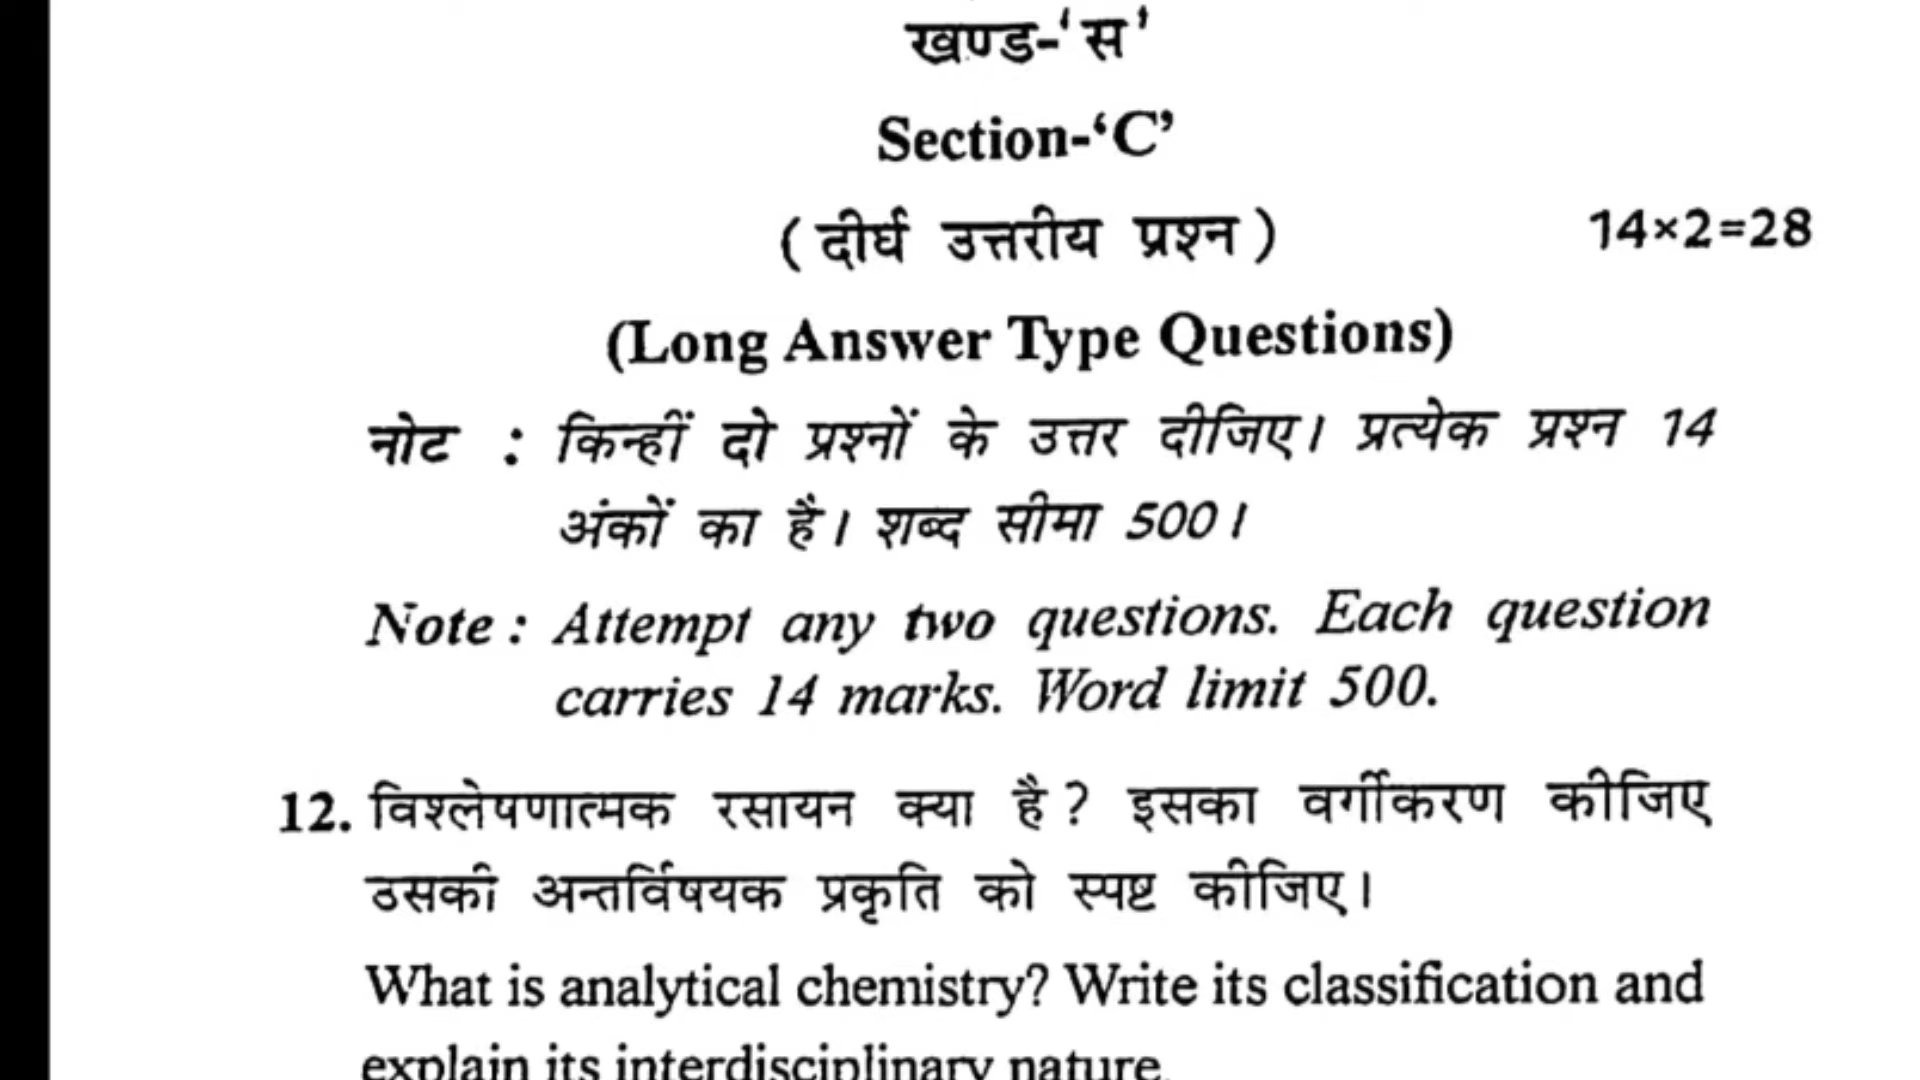 खण्ड-'स'
Section-‘C’
( दीर्घ उत्तरीय प्रश्न ) 14×2=28
(Long Answer Type Questions)
नोट : किन्हीं दो प्रश्नों के उत्तर दीजिए। प्रत्येक प्रश्न 14
अंकों का है। शब्द सीमा 500।
Note : Attempt any two questions. Each question
carries 14 marks. Word limit 500.
12. विश्लेषणात्मक रसायन क्या है? इसका वर्गीकरण कीजिए
उसकी अन्तर्विषयक प्रकृति को स्पष्ट कीजिए।
What is analytical chemistry? Write its classification and
explain its interdisciplinary nature.